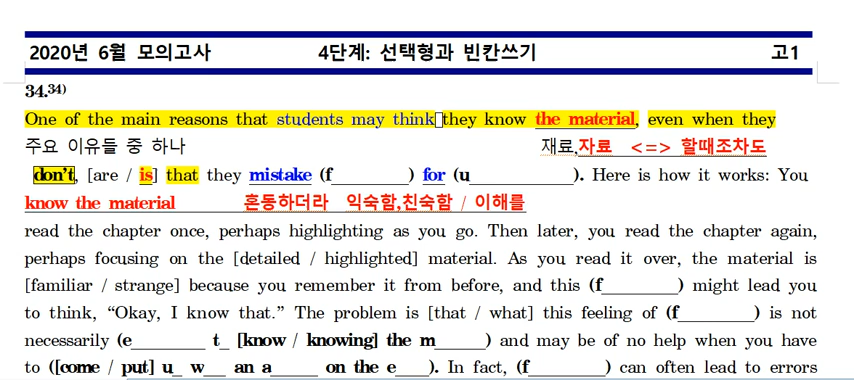 2020년 6월 모의고사 4단계: 선택형과 빈칸쓰기 고1
34.34)
One of the main reasons that students may think they know the material, even when they
주요 이유들 중 하나 재료,자료 <=> 할때조차도
don't, [are / is] that they mistake (f__________) for (u_____________). Here is how it works: You
know the material 혼동하더라 익숙함,친숙함 / 이해를
read the chapter once, perhaps highlighting as you go. Then later, you read the chapter again,
perhaps focusing on the [detailed / highlighted] material. As you read it over, the material is
[familiar / strange] because you remember it from before, and this (f__________) might lead you
to think, “Okay, I know that.” The problem is [that / what] this feeling of (f__________) is not
necessarily (e__________ t_ [know / knowing] the m______) and may be of no help when you have
to ([come / put] u_ w__ an a______ on the e____). In fact, (f__________) can often lead to errors